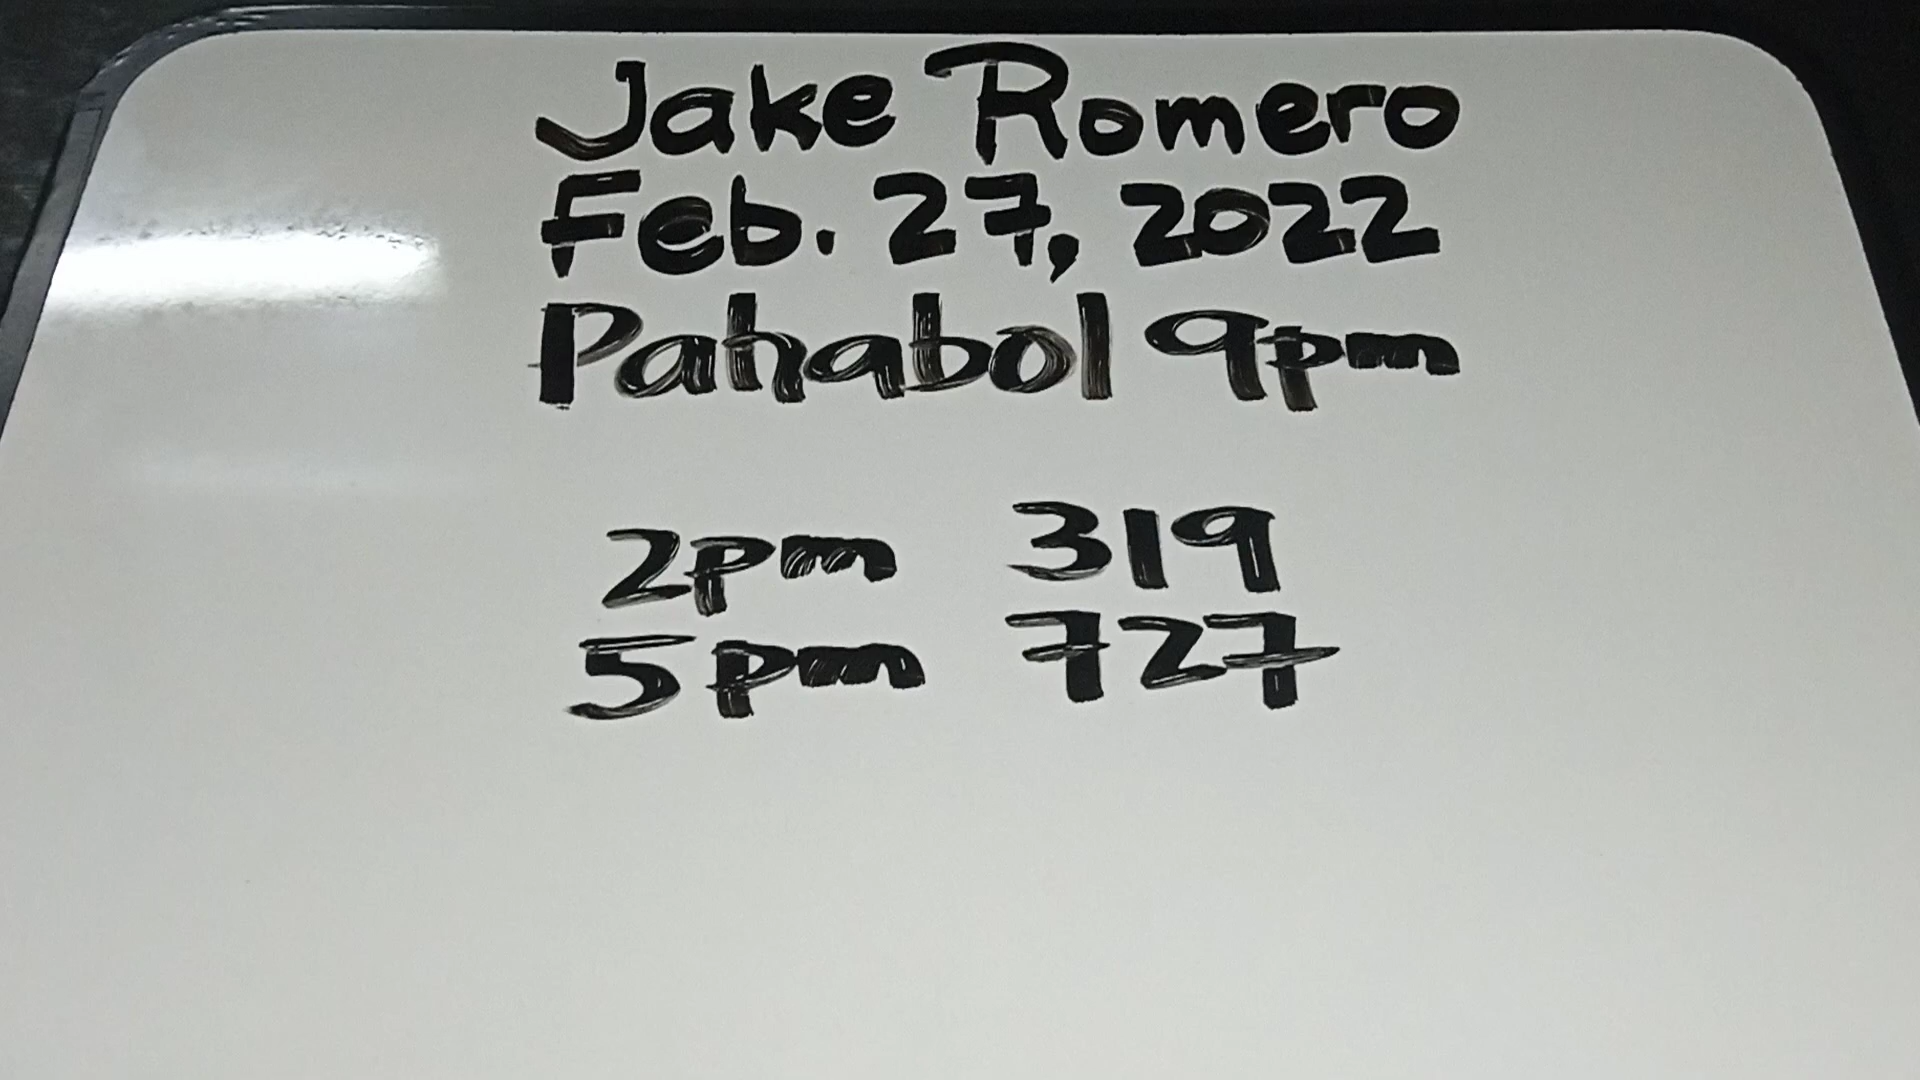 Jake Romero
Feb. 27, 2022
Pahabol 9pm
2pm 319
5pm 727